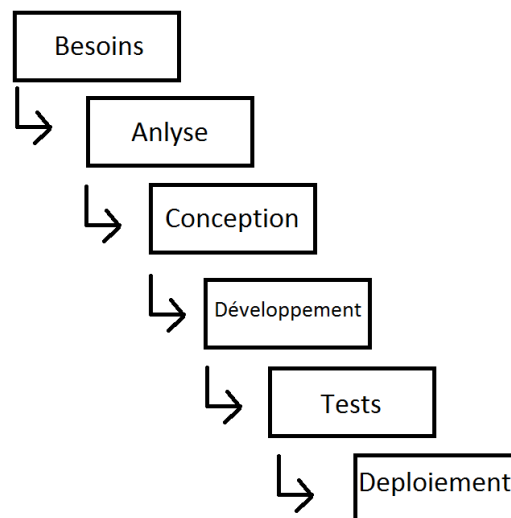 Besoins
Anlyse
Conception
Développement
Tests
Deploiement